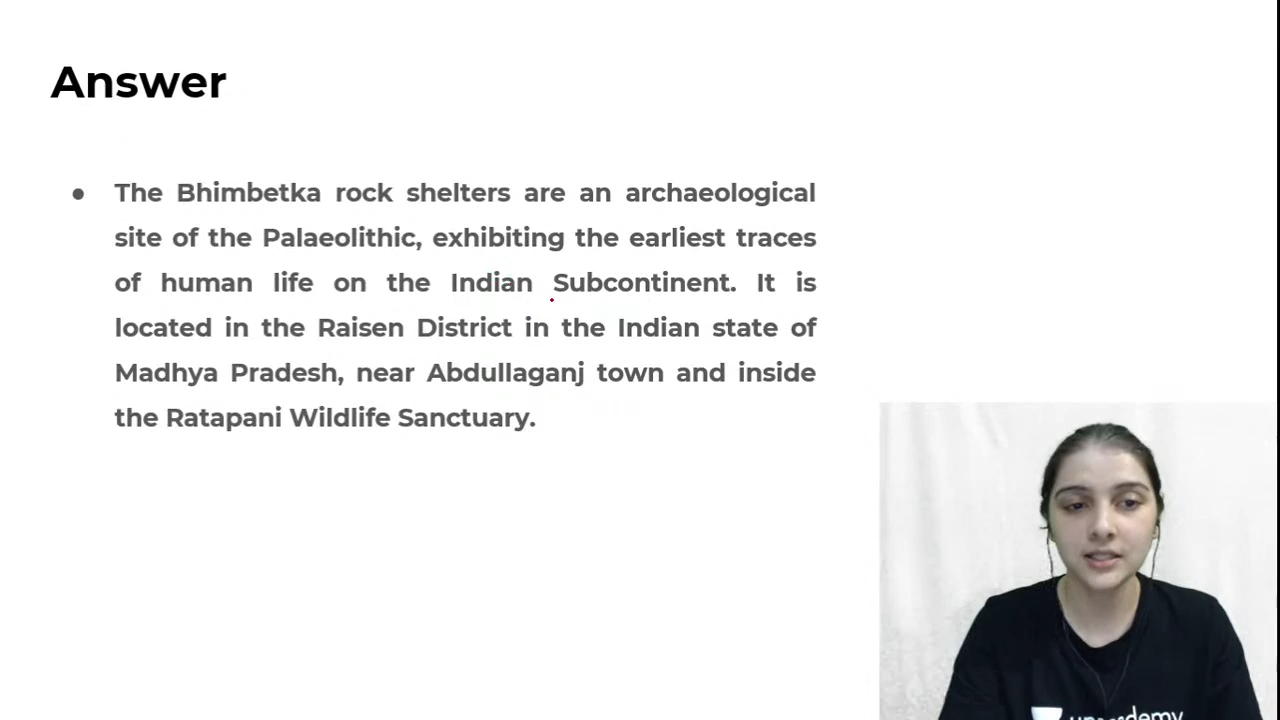 Answer
● The Bhimbetka rock shelters are an archaeological
site of the Palaeolithic, exhibiting the earliest traces
of human life on the Indian Subcontinent. It is
located in the Raisen District in the Indian state of
Madhya Pradesh, near Abdullaganj town and inside
the Ratapani Wildlife Sanctuary.